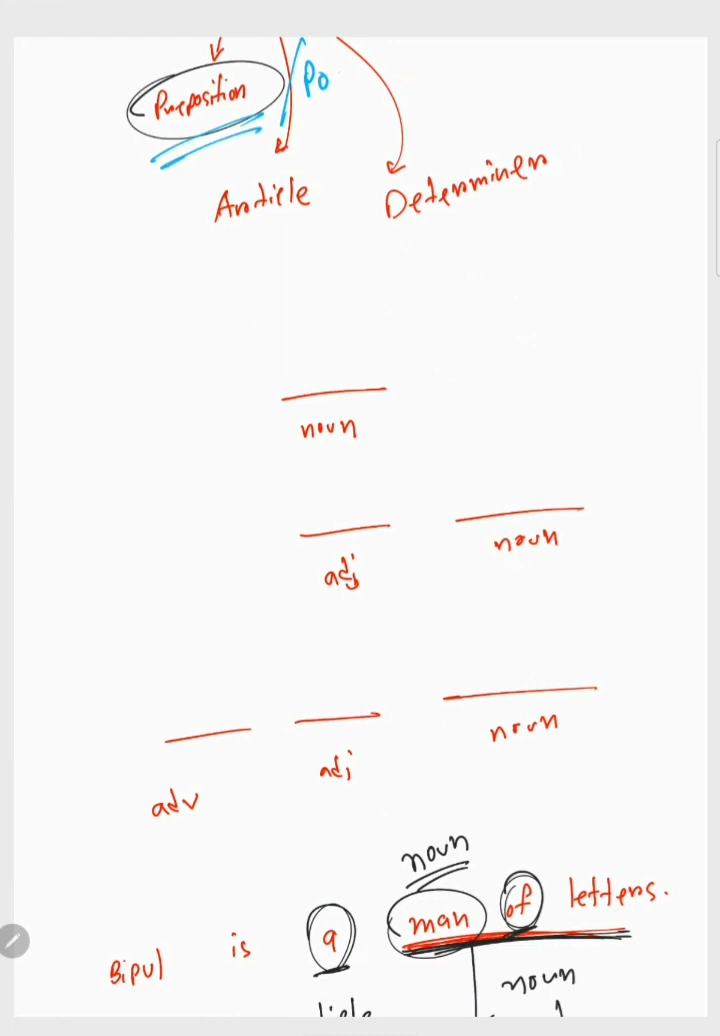 Preposition Po
Article Determiner
noun
adj noun
adv adj noun
noun
Bipul is a man of letters.
noun